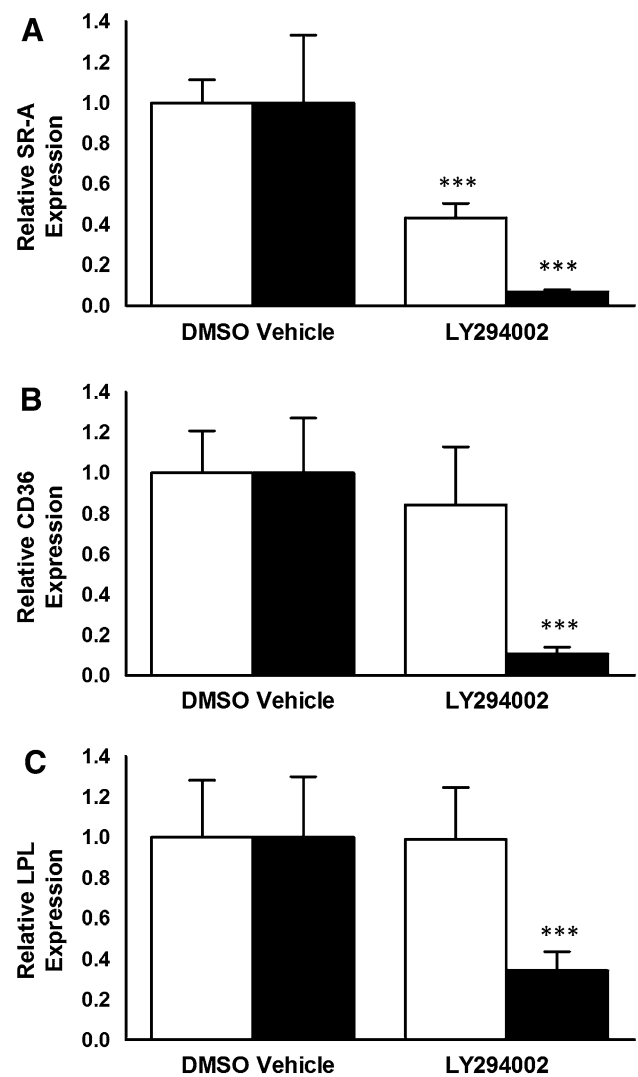 A
Relative SR-A
Expression
1.4
1.2
1.0
0.8
0.6
0.4
0.2
0.0
***
***
DMSO Vehicle
LY294002
B
Relative CD36
Expression
1.4
1.2
1.0
0.8
0.6
0.4
0.2
0.0
***
DMSO Vehicle
LY294002
C
Relative LPL
Expression
1.4
1.2
1.0
0.8
0.6
0.4
0.2
0.0
***
DMSO Vehicle
LY294002